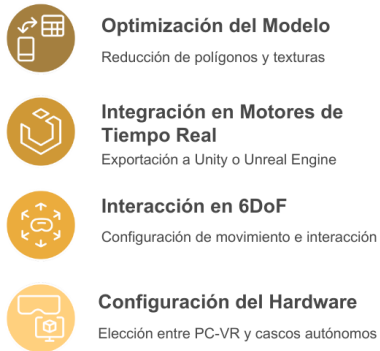 Optimización del Modelo
Reducción de polígonos y texturas
Integración en Motores de
Tiempo Real
Exportación a Unity o Unreal Engine
Interacción en 6DoF
Configuración de movimiento e interacción
Configuración del Hardware
Elección entre PC-VR y cascos autónomos